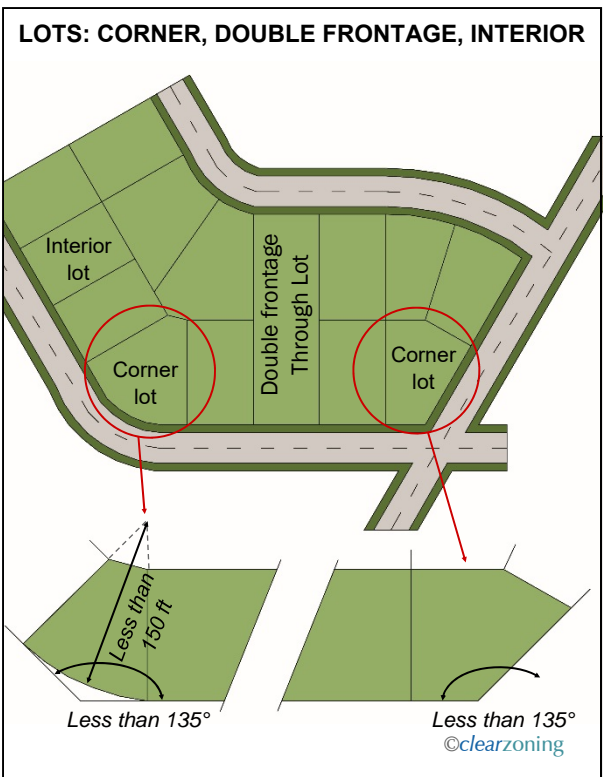 LOTS: CORNER, DOUBLE FRONTAGE, INTERIOR
Interior
lot
Double frontage
Through Lot
Corner
lot
Corner
lot
Less than
150 ft
Less than 135°
Less than 135°
©clearzoning